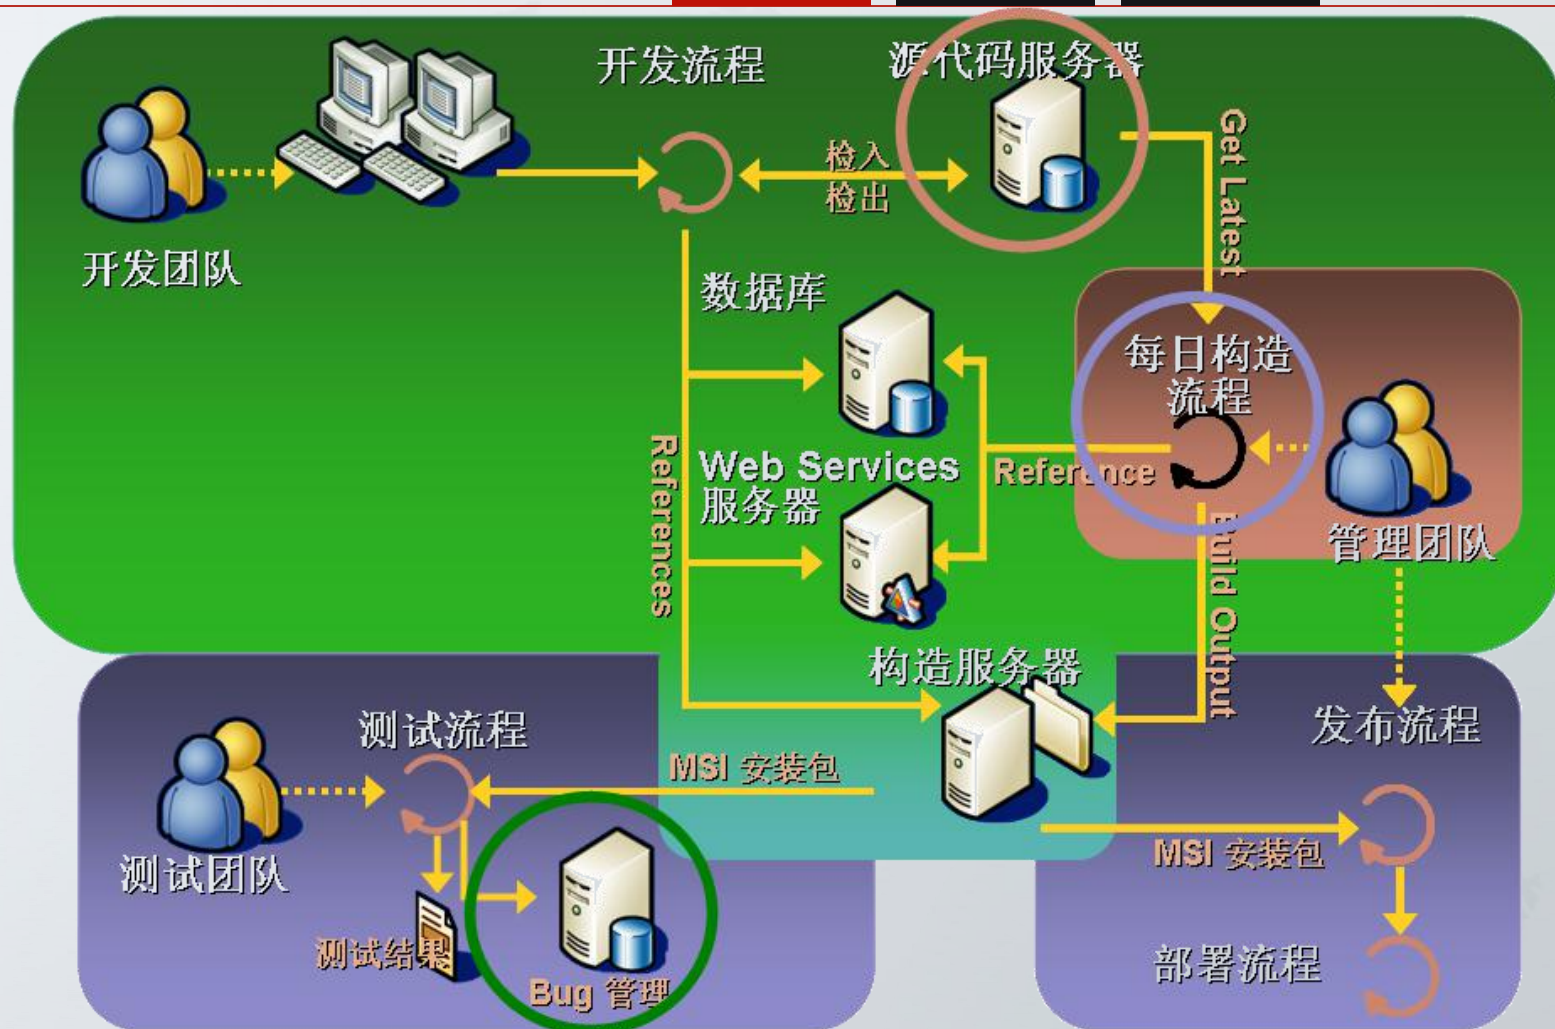 开发流程
源代码服务器
检入
检出
Get Latest
开发团队
数据库
每日构造
流程
References
Web Services
服务器
Reference
管理团队
Build Output
构造服务器
测试流程
发布流程
MSI 安装包
测试团队
MSI 安装包
测试结果
Bug 管理
部署流程